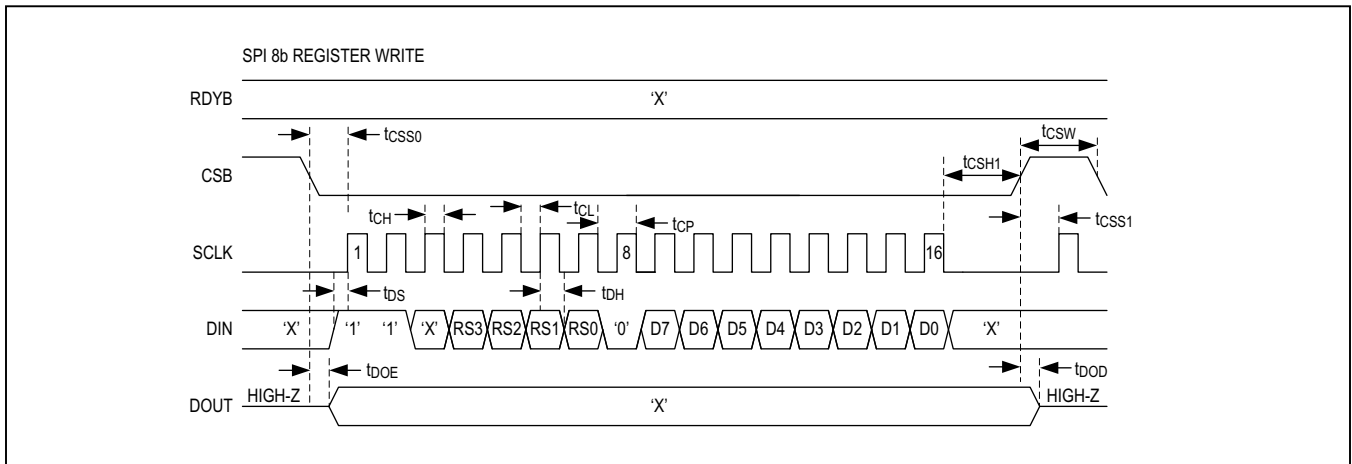 SPI 8b REGISTER WRITE
RDYB ‘X’
tCSS0 tCSW
CSB tCSH1
tCH tCL tCP tCSS1
SCLK 1 8 16
tDS tDH
DIN ‘X’ ‘1’ ‘1’ ‘X’ RS3 RS2 RS1 RS0 ‘0’ D7 D6 D5 D4 D3 D2 D1 D0 ‘X’
tDOE tDOD
DOUT HIGH-Z ‘X’ HIGH-Z